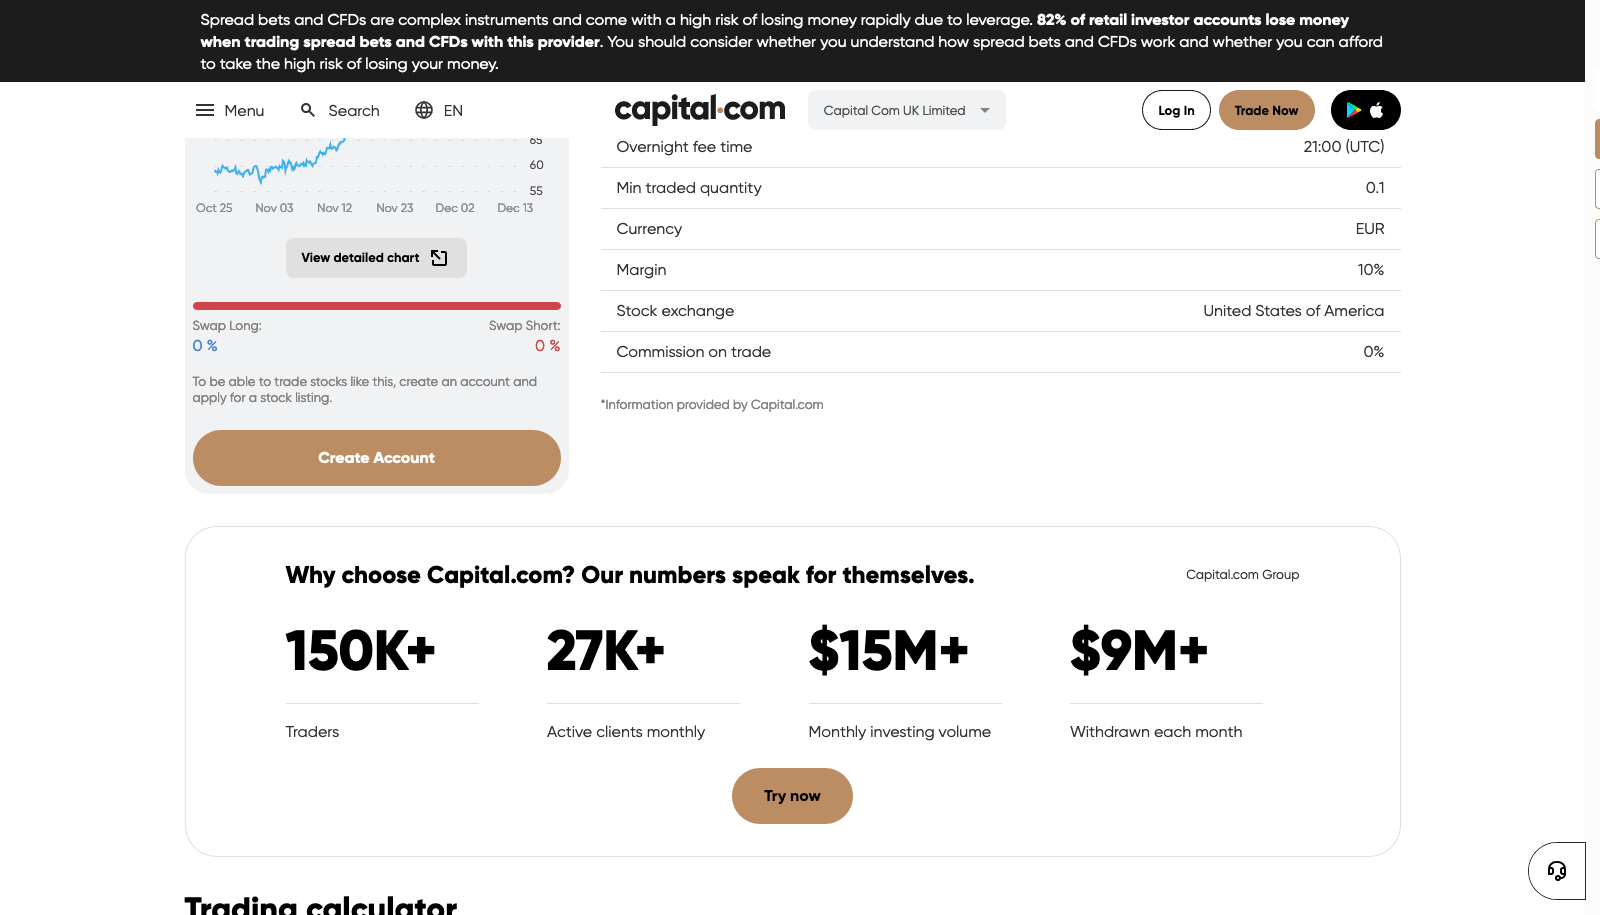 Spread bets and CFDs are complex instruments and come with a high risk of losing money rapidly due to leverage. 82% of retail investor accounts lose money
when trading spread bets and CFDs with this provider. You should consider whether you understand how spread bets and CFDs work and whether you can afford
to take the high risk of losing your money.
Menu
Search
EN
capital.com
Capital Com UK Limited
Log In
Trade Now
65
60
55
Oct 25 Nov 03 Nov 12 Nov 23 Dec 02 Dec 13
View detailed chart
Swap Long: Swap Short:
0 % 0 %
To be able to trade stocks like this, create an account and
apply for a stock listing.
Create Account
Overnight fee time 21:00 (UTC)
Min traded quantity 0.1
Currency EUR
Margin 10%
Stock exchange United States of America
Commission on trade 0%
*Information provided by Capital.com
Why choose Capital.com? Our numbers speak for themselves.
Capital.com Group
150K+ 27K+ $15M+ $9M+
Traders Active clients monthly Monthly investing volume Withdrawn each month
Try now
Trading calculator